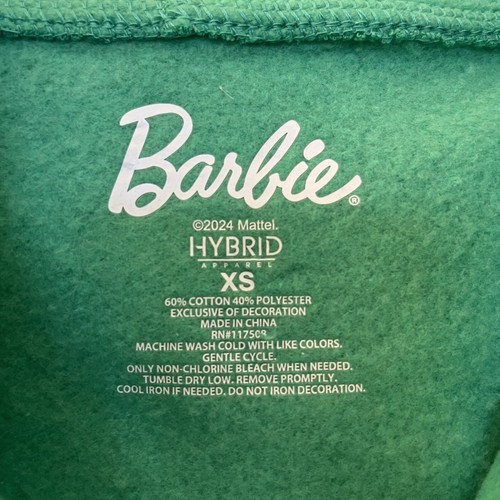 Barbie®
©2024 Mattel.
HYBRID
APPAREL
XS
60% COTTON 40% POLYESTER
EXCLUSIVE OF DECORATION
MADE IN CHINA
RN#117508
MACHINE WASH COLD WITH LIKE COLORS.
GENTLE CYCLE.
ONLY NON-CHLORINE BLEACH WHEN NEEDED.
TUMBLE DRY LOW. REMOVE PROMPTLY.
COOL IRON IF NEEDED. DO NOT IRON DECORATION.